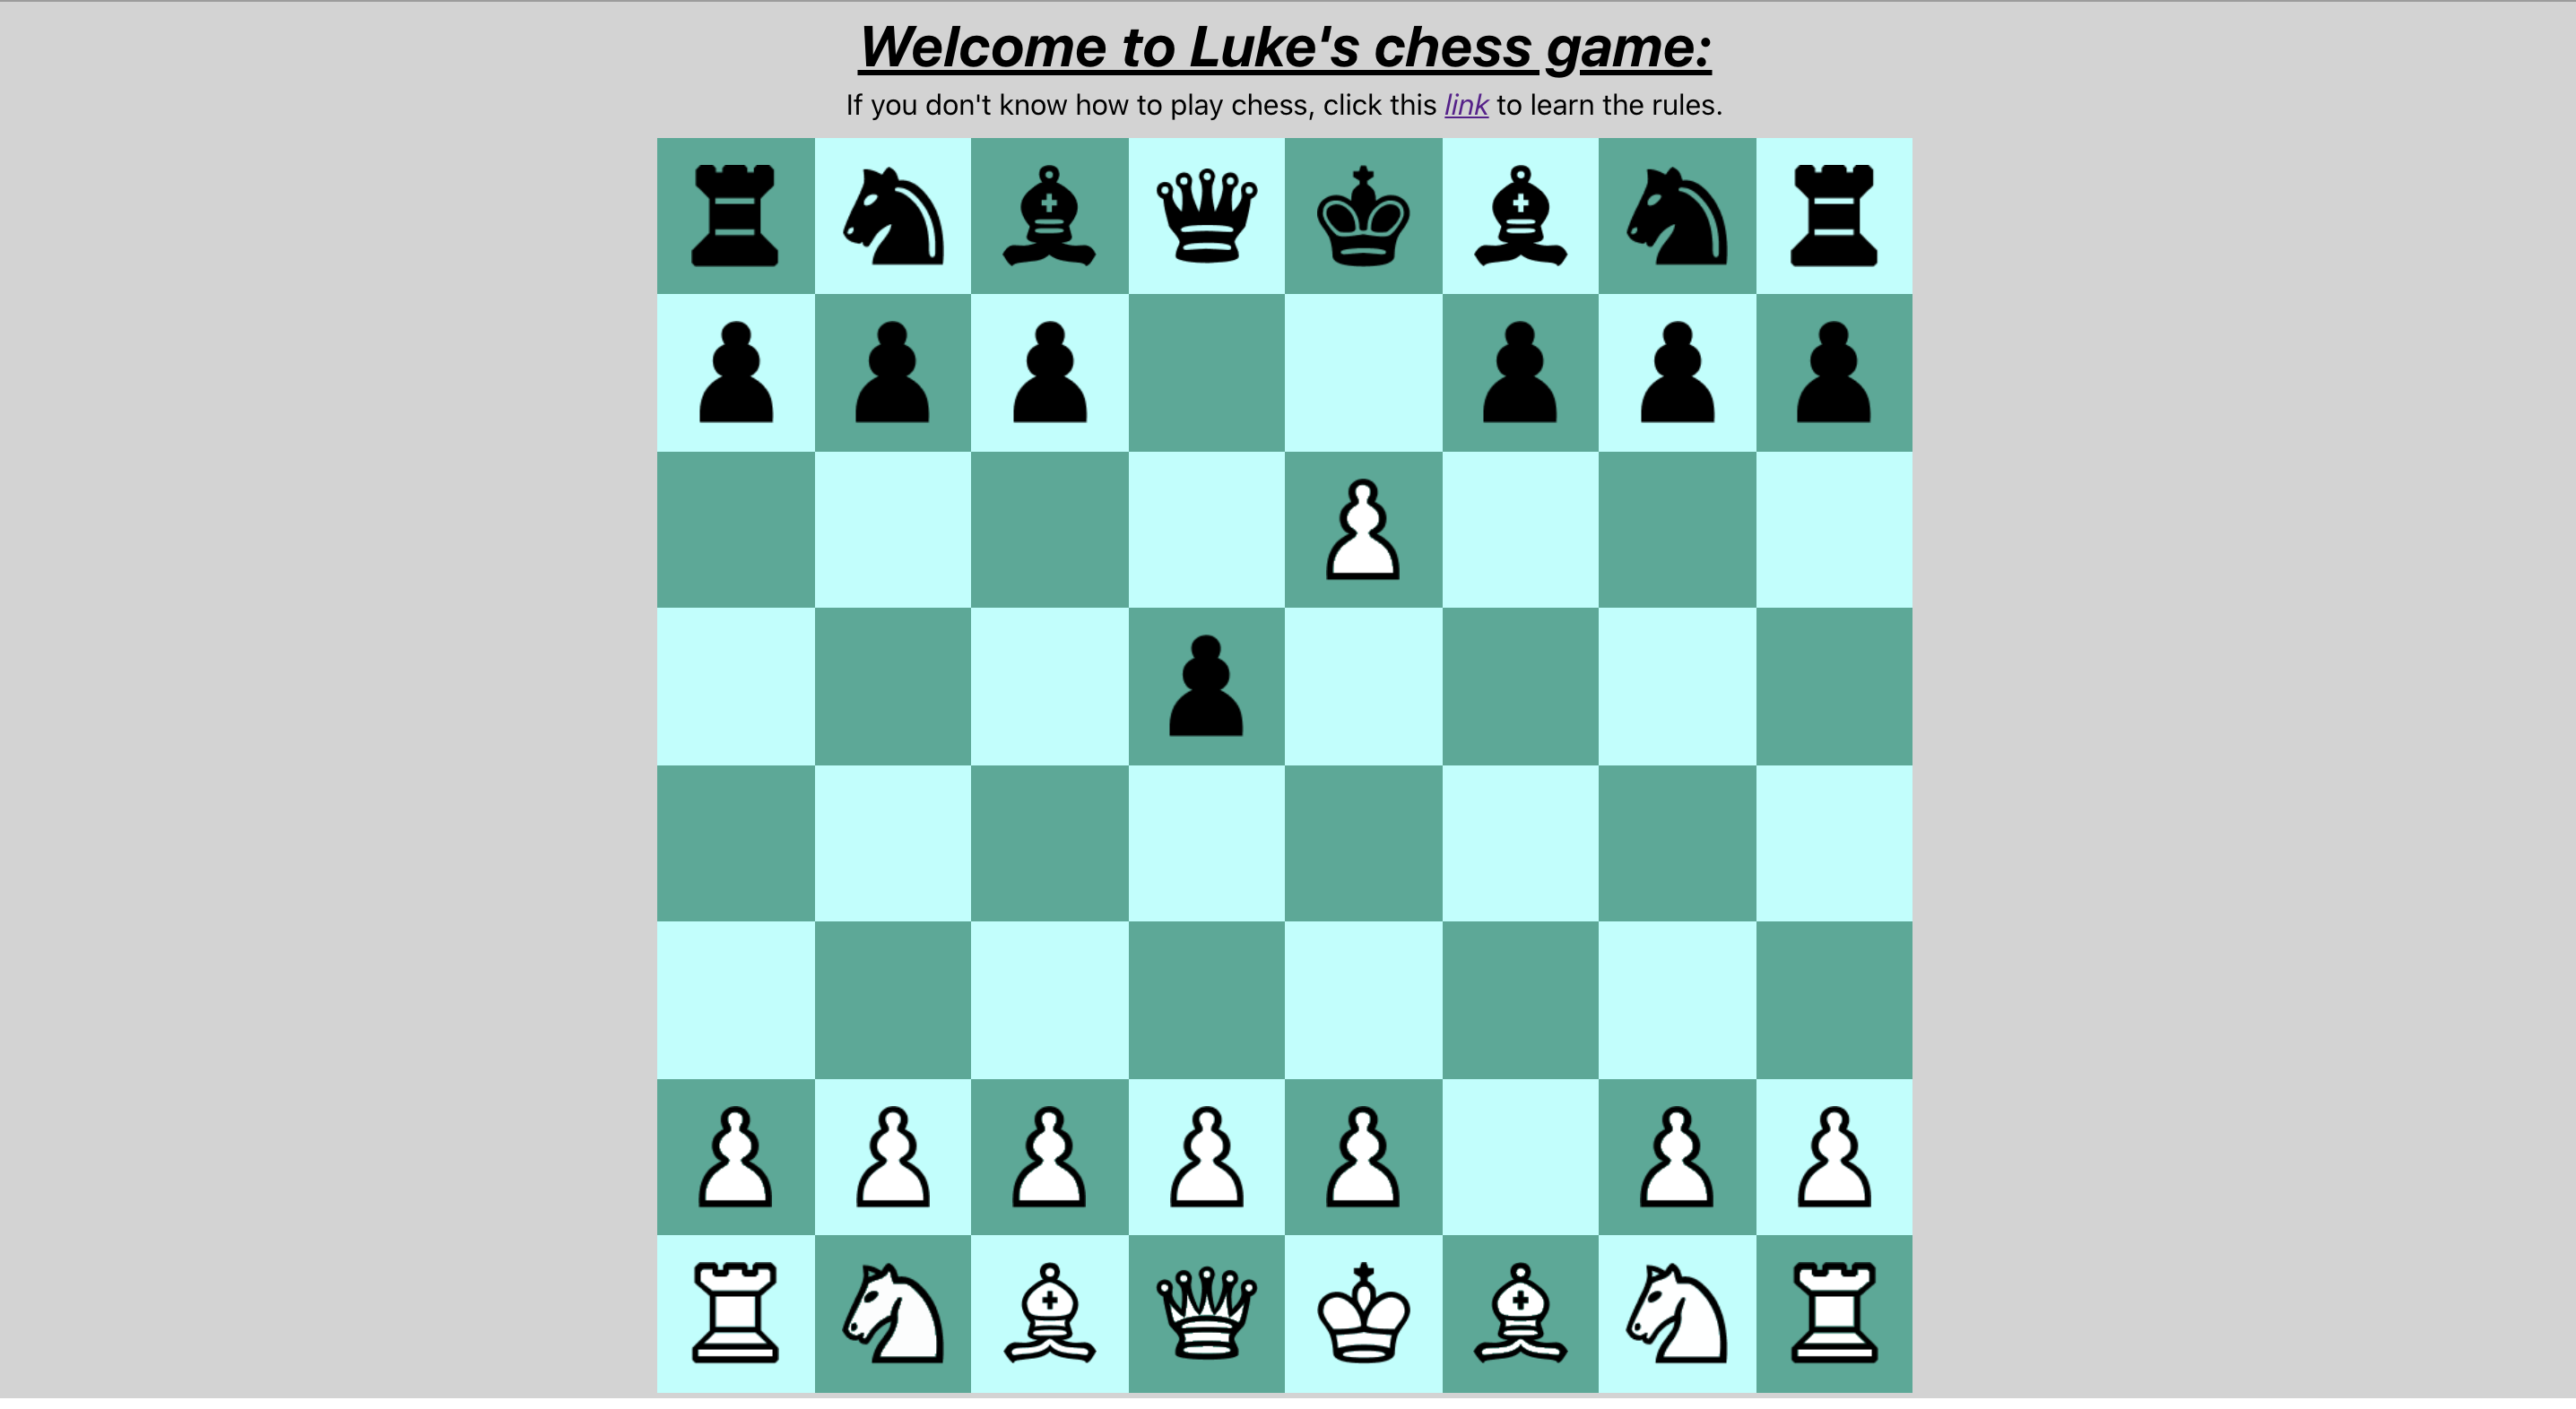 Welcome to Luke's chess game:
If you don't know how to play chess, click this link to learn the rules.